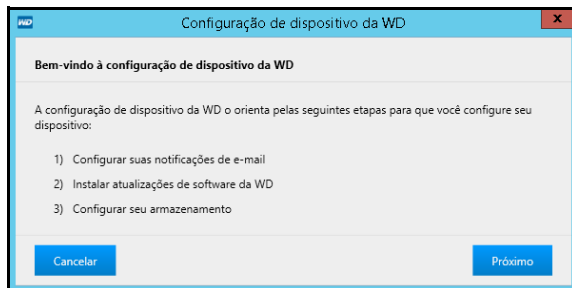 WD Configuração de dispositivo da WD x
Bem-vindo à configuração de dispositivo da WD
A configuração de dispositivo da WD o orienta pelas seguintes etapas para que você configure seu
dispositivo:
1) Configurar suas notificações de e-mail
2) Instalar atualizações de software da WD
3) Configurar seu armazenamento
Cancelar Próximo